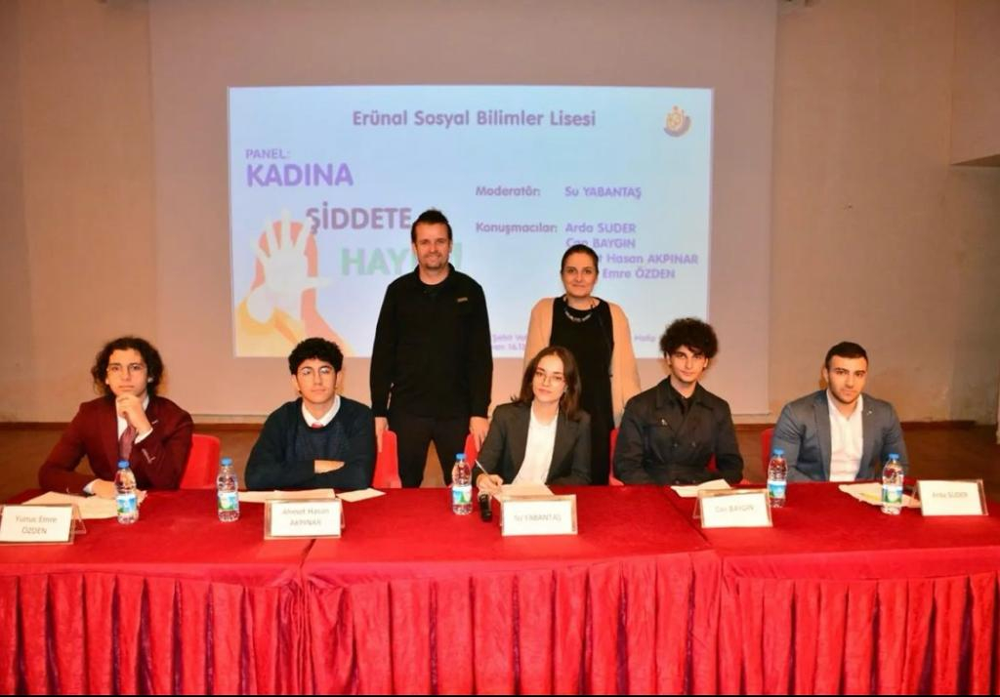 Erünal Sosyal Bilimler Lisesi
PANEL:
KADINA
ŞİDDETE
Moderatör: Su YABANTAŞ
Konuşmacılar: Arda SUDER
Can BAYGIN
Hasan AKPINAR
Emre ÖZDEN
Yunus Emre
ÖZDEN
Ahmet Hasan
AKPINAR
Su YABANTAŞ
Can BAYGIN
Arda SUDER